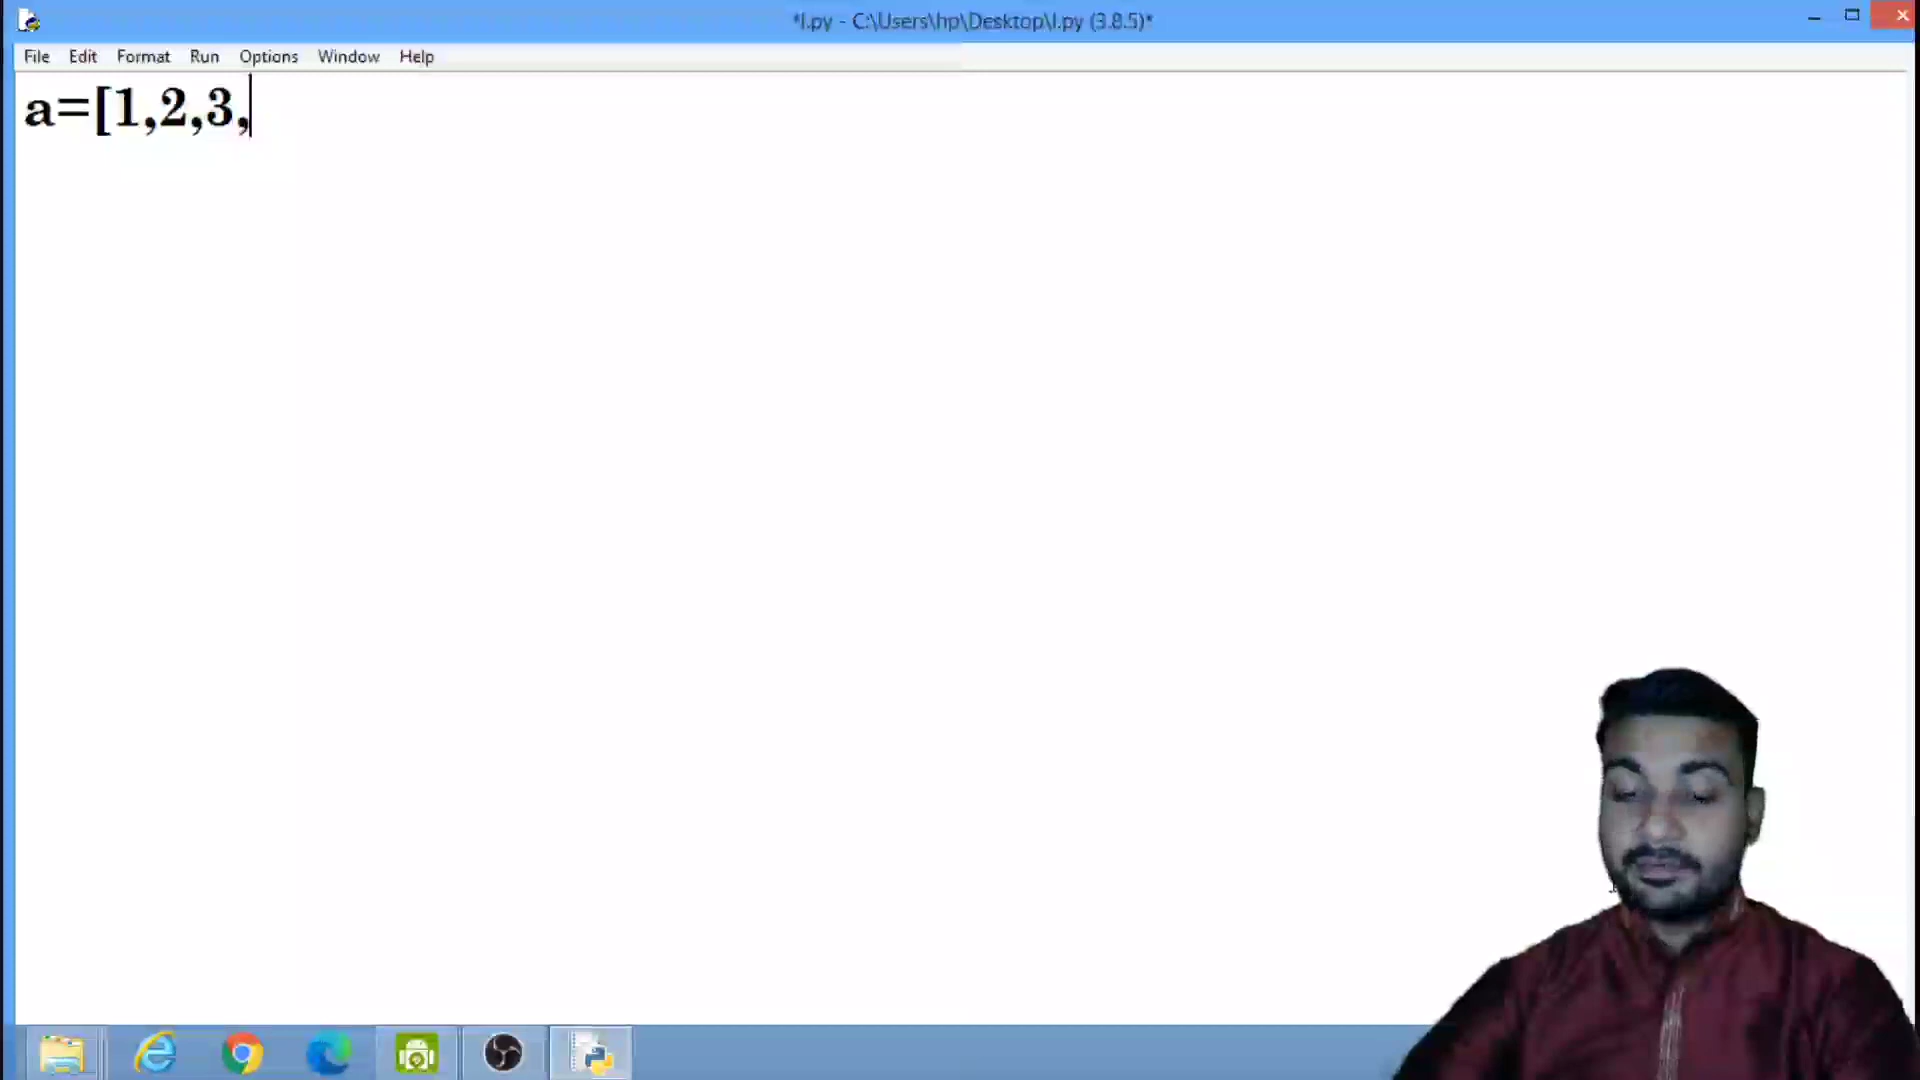 *l.py - C:\Users\hp\Desktop\l.py (3.8.5)*
File Edit Format Run Options Window Help
a=[1,2,3,